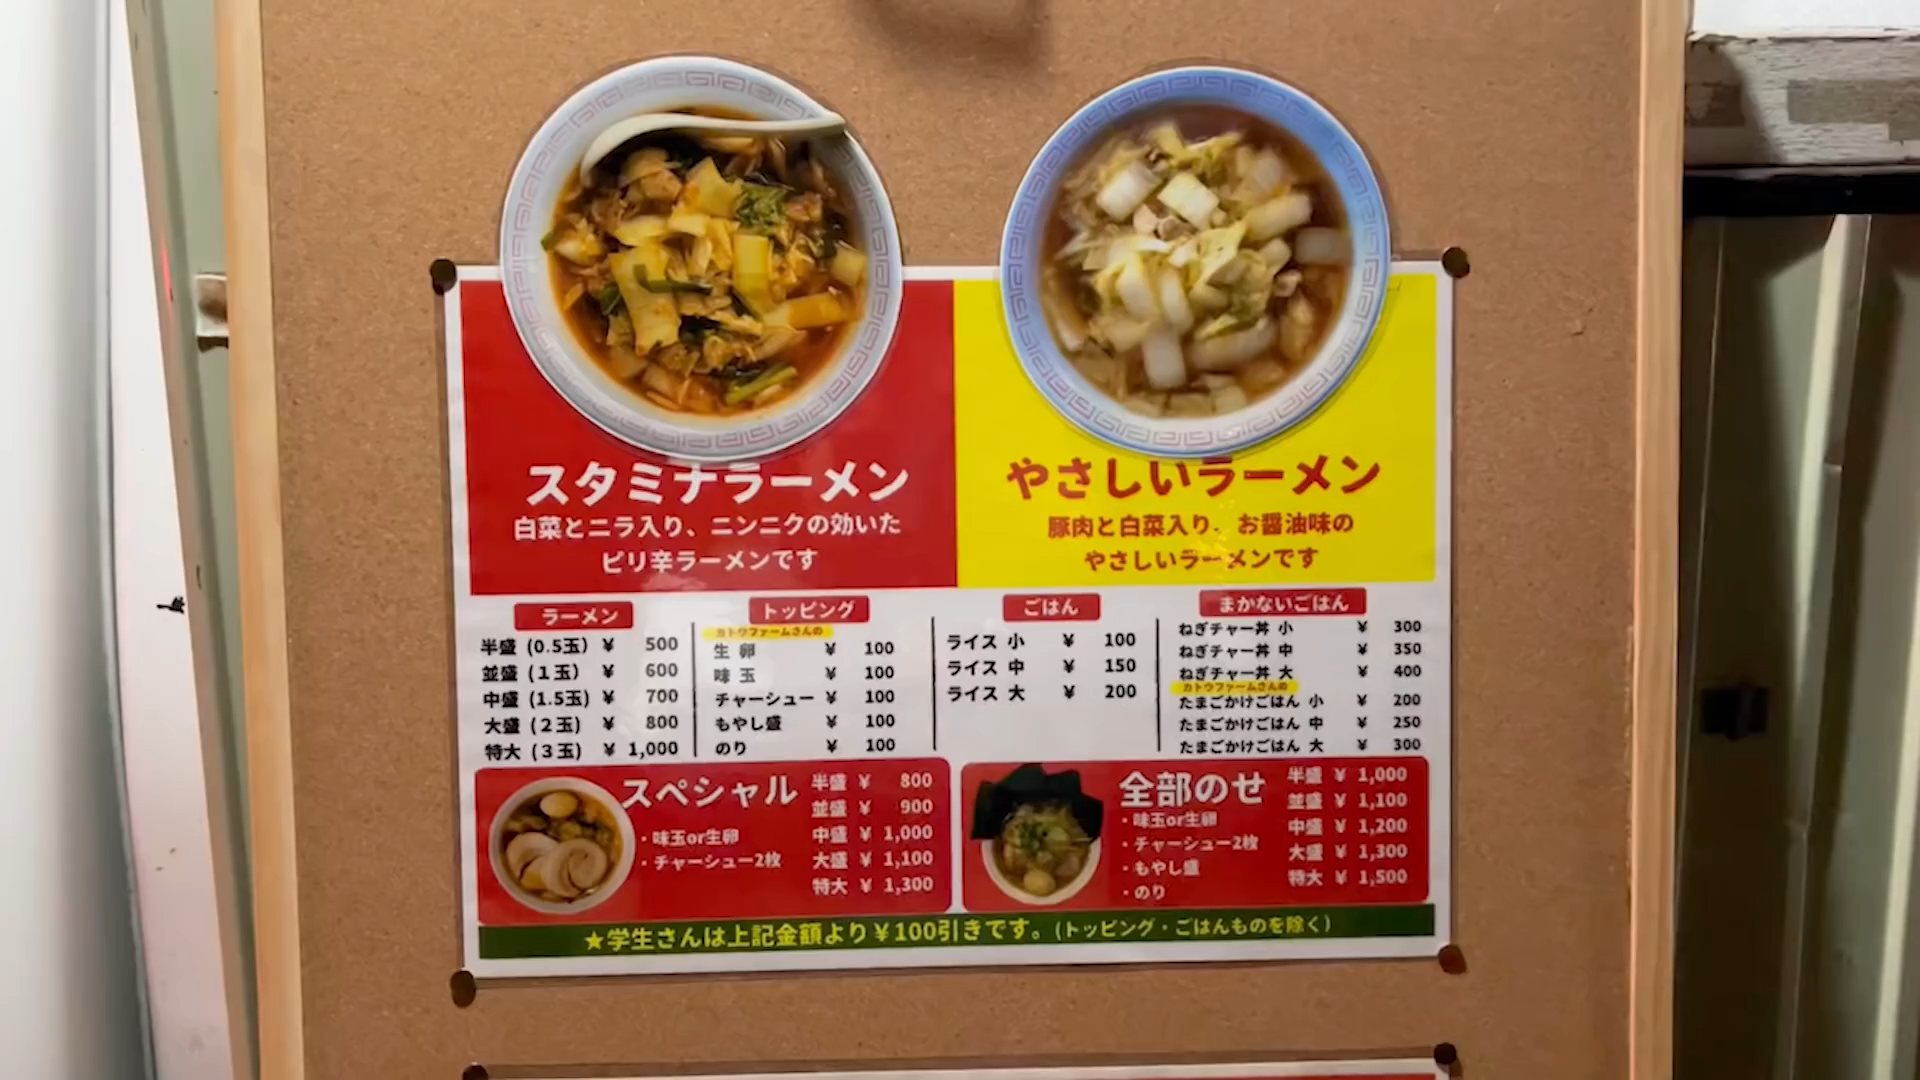 スタミナラーメン
白菜とニラ入り、ニンニクの効いた
ピリ辛ラーメンです
やさしいラーメン
豚肉と白菜入り、お醤油味の
やさしいラーメンです
ラーメン
半盛 (0.5玉) ¥ 500
並盛 (1玉) ¥ 600
中盛 (1.5玉) ¥ 700
大盛 (2玉) ¥ 800
特大 (3玉) ¥ 1,000
トッピング
カトウファームさんの
生卵 ¥ 100
味玉 ¥ 100
チャーシュー ¥ 100
もやし盛 ¥ 100
のり ¥ 100
ごはん
ライス 小 ¥ 100
ライス 中 ¥ 150
ライス 大 ¥ 200
まかないごはん
ねぎチャー丼 小 ¥ 300
ねぎチャー丼 中 ¥ 350
ねぎチャー丼 大 ¥ 400
カトウファームさんの
たまごかけごはん 小 ¥ 200
たまごかけごはん 中 ¥ 250
たまごかけごはん 大 ¥ 300
スペシャル
・味玉or生卵
・チャーシュー2枚
半盛 ¥ 800
並盛 ¥ 900
中盛 ¥ 1,000
大盛 ¥ 1,100
特大 ¥ 1,300
全部のせ
・味玉or生卵
・チャーシュー2枚
・もやし盛
・のり
半盛 ¥ 1,000
並盛 ¥ 1,100
中盛 ¥ 1,200
大盛 ¥ 1,300
特大 ¥ 1,500
★学生さんは上記金額より¥100引きです。(トッピング・ごはんものを除く)